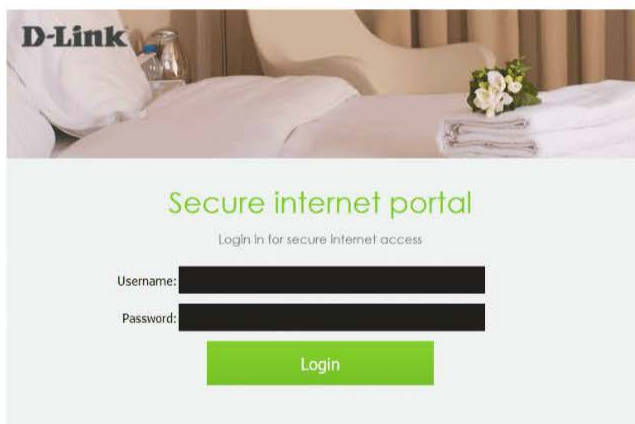 D-Link
Secure internet portal
Login in for secure internet access
Username:
Password:
Login